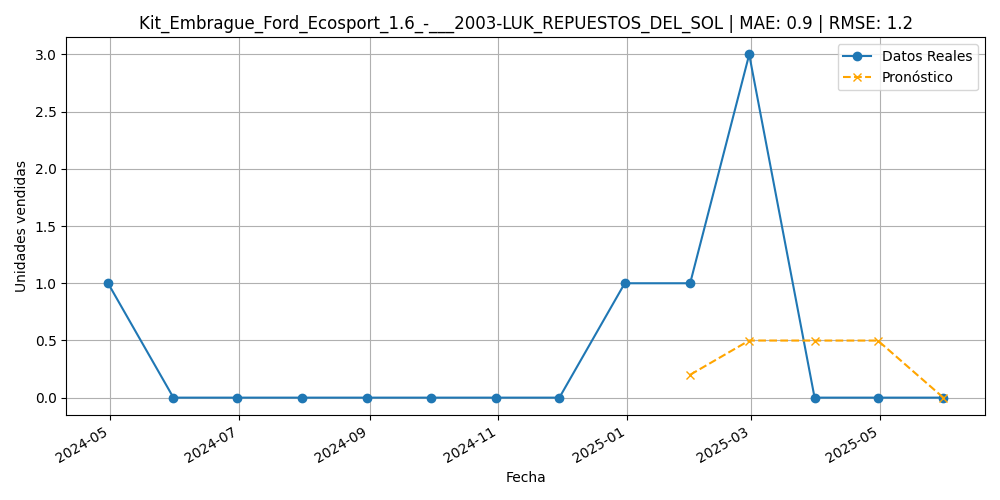 Kit_Embrague_Ford_Ecosport_1.6_-___2003-LUK_REPUESTOS_DEL_SOL | MAE: 0.9 | RMSE: 1.2
Datos Reales
Pronóstico
Unidades vendidas
3.0
2.5
2.0
1.5
1.0
0.5
0.0
2024-05
2024-07
2024-09
2024-11
2025-01
2025-03
2025-05
Fecha